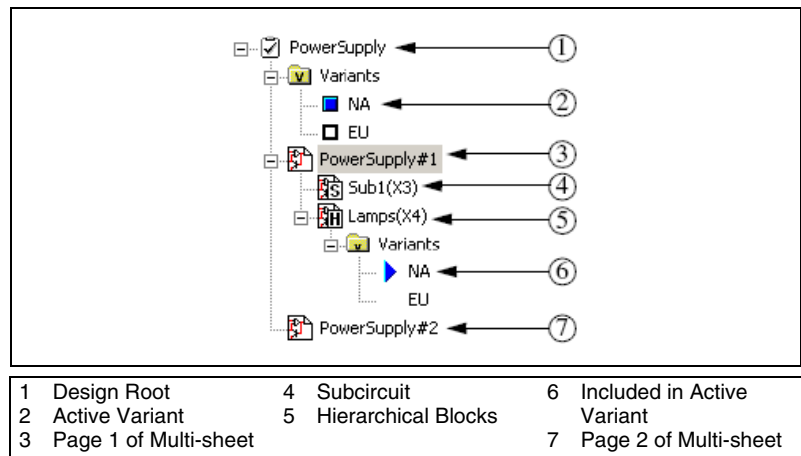 PowerSupply 1
Variants
NA 2
EU
PowerSupply#1 3
Sub1(X3) 4
Lamps(X4) 5
Variants
NA 6
EU
PowerSupply#2 7
1 Design Root 4 Subcircuit 6 Included in Active
2 Active Variant 5 Hierarchical Blocks Variant
3 Page 1 of Multi-sheet 7 Page 2 of Multi-sheet